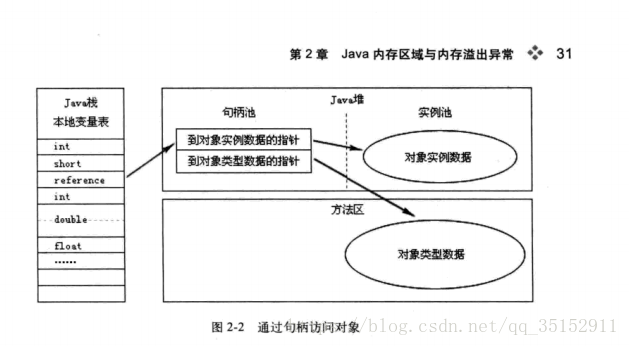 第 2 章 Java 内存区域与内存溢出异常 ❖ 31
Java栈
本地变量表
int
short
reference
int
double
float
……
Java堆
句柄池
实例池
到对象实例数据的指针
到对象类型数据的指针
对象实例数据
方法区
对象类型数据
图 2-2 通过句柄访问对象
https://blog.csdn.net/qq_35152911